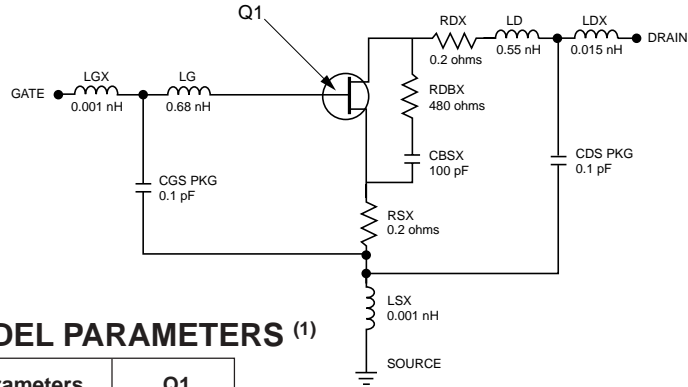 Q1
RDX
0.2 ohms
LD
0.55 nH
LDX
0.015 nH
DRAIN
LGX
0.001 nH
LG
0.68 nH
GATE
RDBX
480 ohms
CBSX
100 pF
CGS PKG
0.1 pF
CDS PKG
0.1 pF
RSX
0.2 ohms
LSX
0.001 nH
SOURCE
DEL PARAMETERS (1)
rameters
Q1